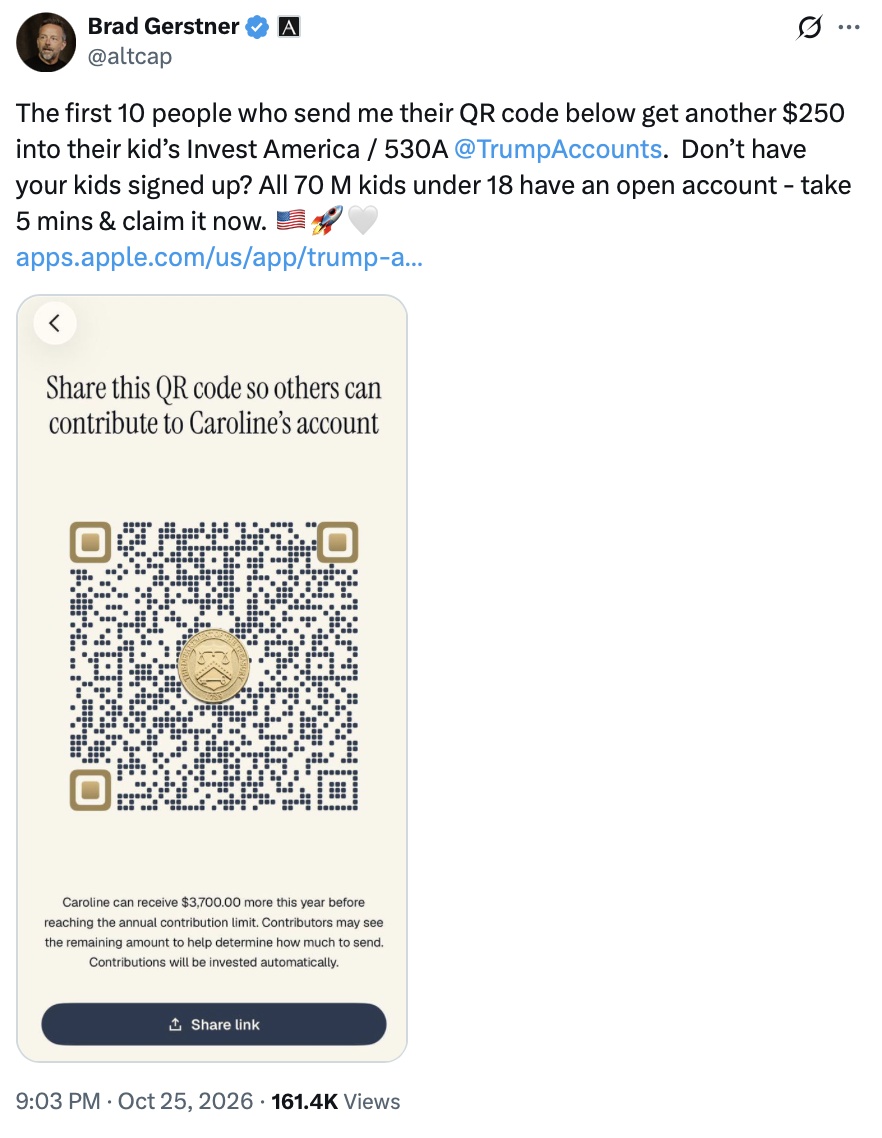 Brad Gerstner
@altcap
The first 10 people who send me their QR code below get another $250
into their kid’s Invest America / 530A @TrumpAccounts.  Don’t have
your kids signed up? All 70 M kids under 18 have an open account - take
5 mins & claim it now. 🇺🇸🚀🤍
apps.apple.com/us/app/trump-a…
Share this QR code so others can
contribute to Caroline’s account
Caroline can receive $3,700.00 more this year before
reaching the annual contribution limit. Contributors may see
the remaining amount to help determine how much to send.
Contributions will be invested automatically.
Share link
9:03 PM · Oct 25, 2026 · 161.4K Views